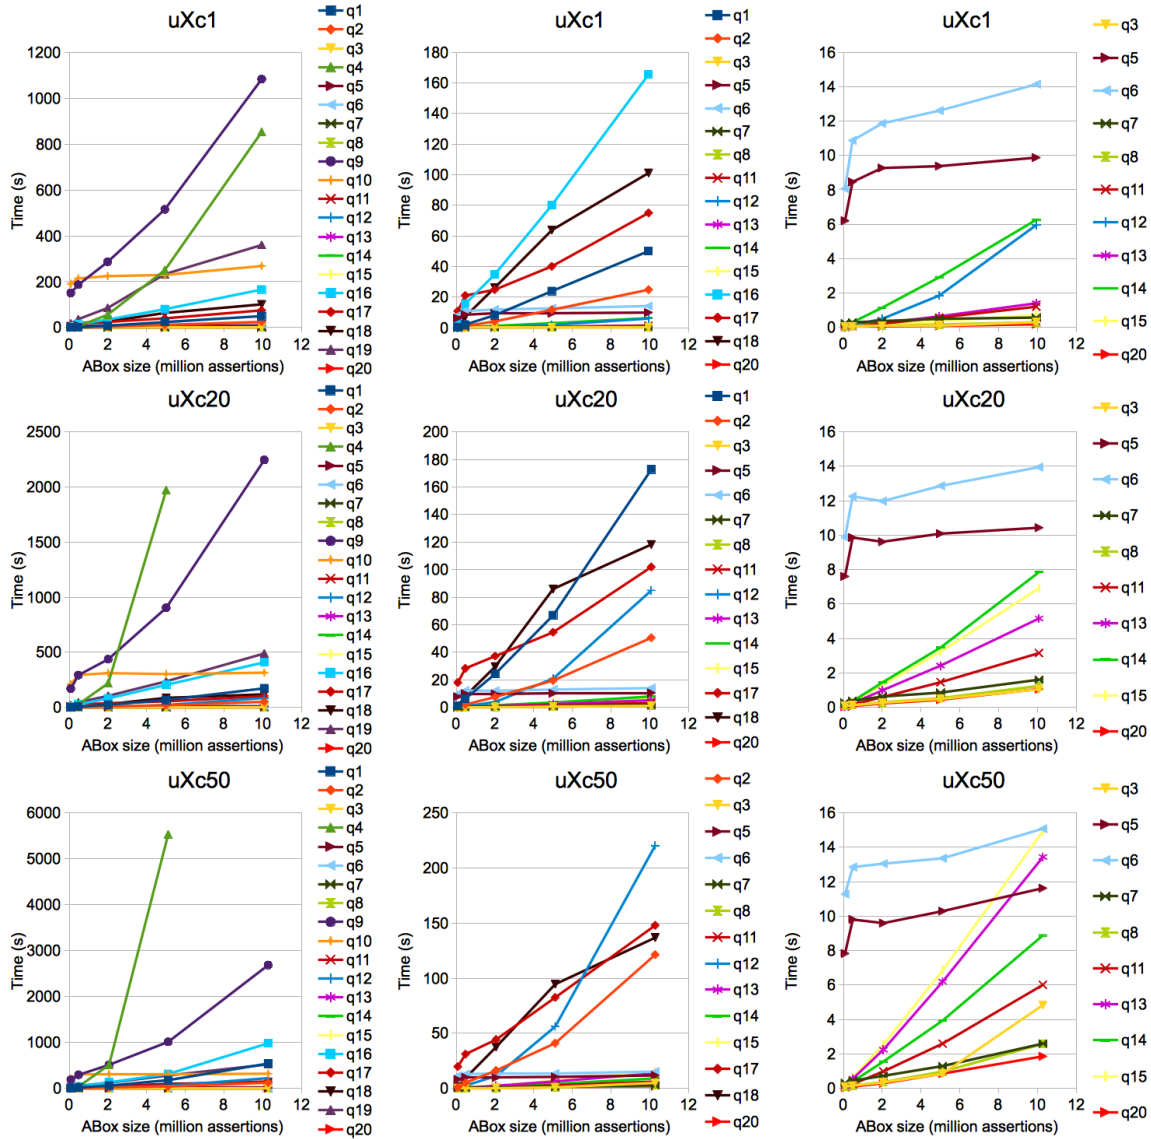 uXc1
1200
1000
800
600
400
200
0
0 2 4 6 8 10 12
Time (s)
ABox size (million assertions)
q1
q2
q3
q4
q5
q6
q7
q8
q9
q10
q11
q12
q13
q14
q15
q16
q17
q18
q19
q20
uXc1
180
160
140
120
100
80
60
40
20
0
0 2 4 6 8 10 12
Time (s)
ABox size (million assertions)
q1
q2
q3
q5
q6
q7
q8
q11
q12
q13
q14
q15
q16
q17
q18
q20
uXc1
16
14
12
10
8
6
4
2
0
0 2 4 6 8 10 12
Time (s)
ABox size (million assertions)
q3
q5
q6
q7
q8
q11
q12
q13
q14
q15
q20
uXc20
2500
2000
1500
1000
500
0
0 2 4 6 8 10 12
Time (s)
ABox size (million assertions)
q1
q2
q3
q4
q5
q6
q7
q8
q9
q10
q11
q12
q13
q14
q15
q16
q17
q18
q19
q20
uXc20
200
180
160
140
120
100
80
60
40
20
0
0 2 4 6 8 10 12
Time (s)
ABox size (million assertions)
q1
q2
q3
q5
q6
q7
q8
q11
q12
q13
q14
q15
q17
q18
q20
uXc20
16
14
12
10
8
6
4
2
0
0 2 4 6 8 10 12
Time (s)
ABox size (million assertions)
q3
q5
q6
q7
q8
q11
q13
q14
q15
q20
uXc50
6000
5000
4000
3000
2000
1000
0
0 2 4 6 8 10 12
Time (s)
ABox size (million assertions)
q1
q2
q3
q4
q5
q6
q7
q8
q9
q10
q11
q12
q13
q14
q15
q16
q17
q18
q19
q20
uXc50
250
200
150
100
50
0
0 2 4 6 8 10 12
Time (s)
ABox size (million assertions)
q2
q3
q5
q6
q7
q8
q11
q12
q13
q14
q15
q17
q18
q20
uXc50
16
14
12
10
8
6
4
2
0
0 2 4 6 8 10 12
Time (s)
ABox size (million assertions)
q3
q5
q6
q7
q8
q11
q13
q14
q15
q20